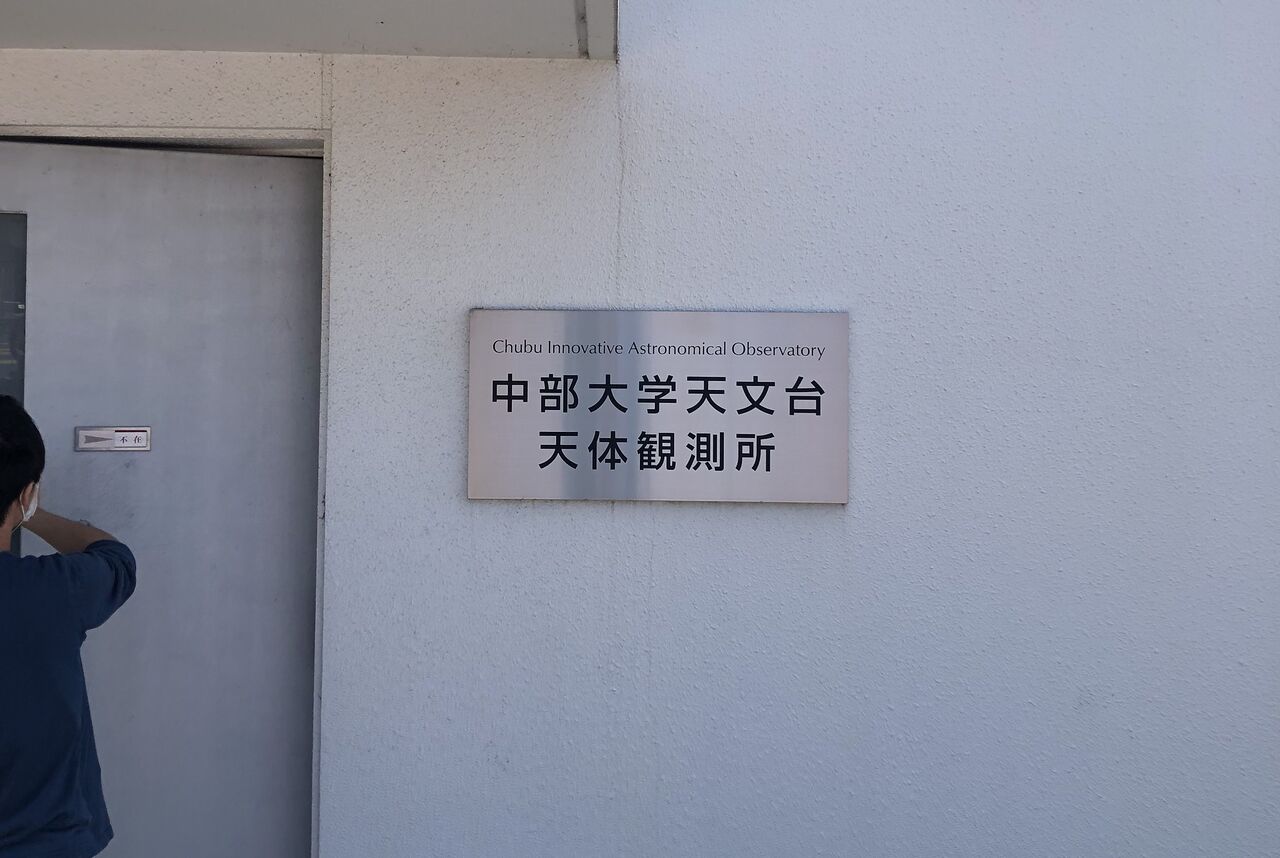 Chubu Innovative Astronomical Observatory
中部大学天文台
天体観測所
不在